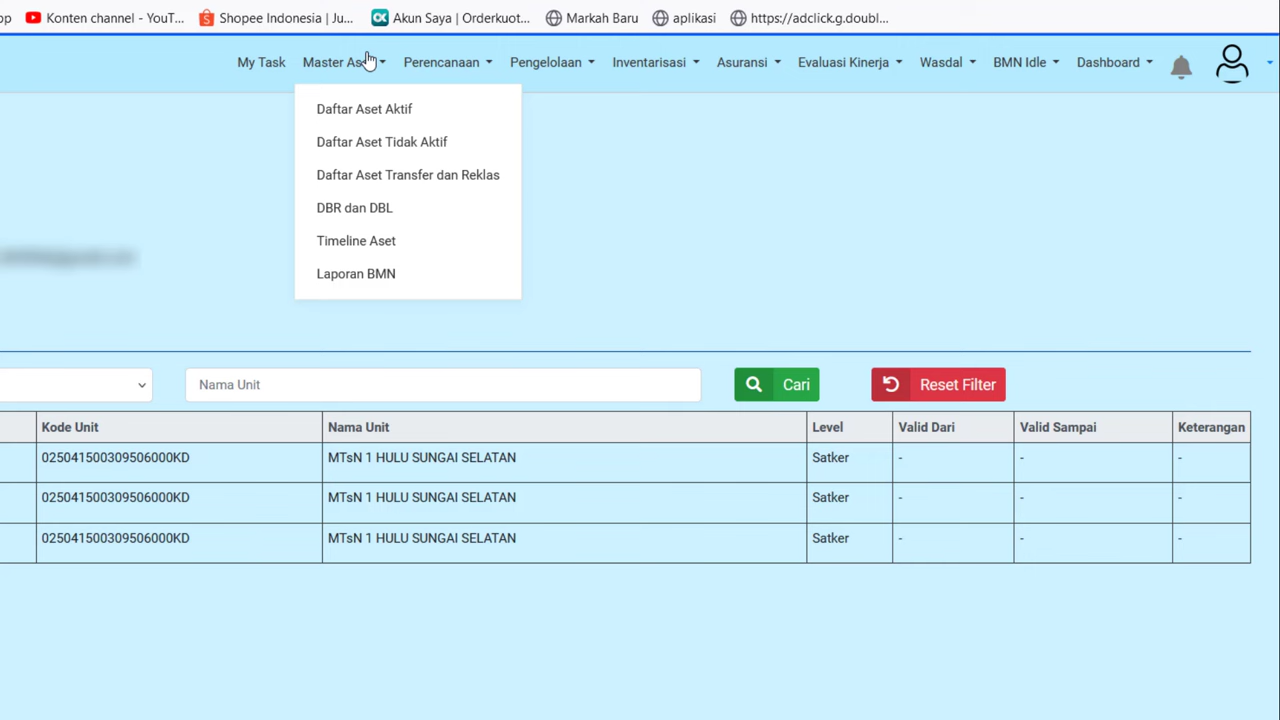 op Konten channel - YouT... Shopee Indonesia | Ju... Akun Saya | Orderkuot... Markah Baru aplikasi https://adclick.g.doubl...
My Task Master As Perencanaan Pengelolaan Inventarisasi Asuransi Evaluasi Kinerja Wasdal BMN Idle Dashboard
Daftar Aset Aktif
Daftar Aset Tidak Aktif
Daftar Aset Transfer dan Reklas
DBR dan DBL
Timeline Aset
Laporan BMN
Nama Unit Cari Reset Filter
Kode Unit Nama Unit Level Valid Dari Valid Sampai Keterangan
025041500309506000KD MTsN 1 HULU SUNGAI SELATAN Satker - - -
025041500309506000KD MTsN 1 HULU SUNGAI SELATAN Satker - - -
025041500309506000KD MTsN 1 HULU SUNGAI SELATAN Satker - - -